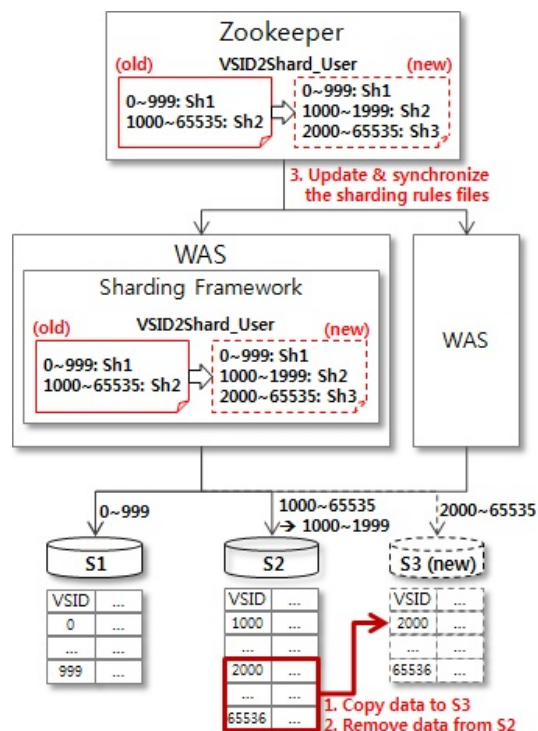 Zookeeper
(old) VSID2Shard_User (new)
0~999: Sh1
1000~65535: Sh2
0~999: Sh1
1000~1999: Sh2
2000~65535: Sh3
3. Update & synchronize
the sharding rules files
WAS
Sharding Framework
(old) VSID2Shard_User (new)
0~999: Sh1
1000~65535: Sh2
0~999: Sh1
1000~1999: Sh2
2000~65535: Sh3
WAS
0~999
1000~65535
→ 1000~1999
2000~65535
S1
VSID ...
0 ...
... ...
999 ...
S2
VSID ...
1000 ...
... ...
2000 ...
... ...
65536 ...
S3 (new)
VSID ...
2000 ...
... ...
65536 ...
1. Copy data to S3
2. Remove data from S2